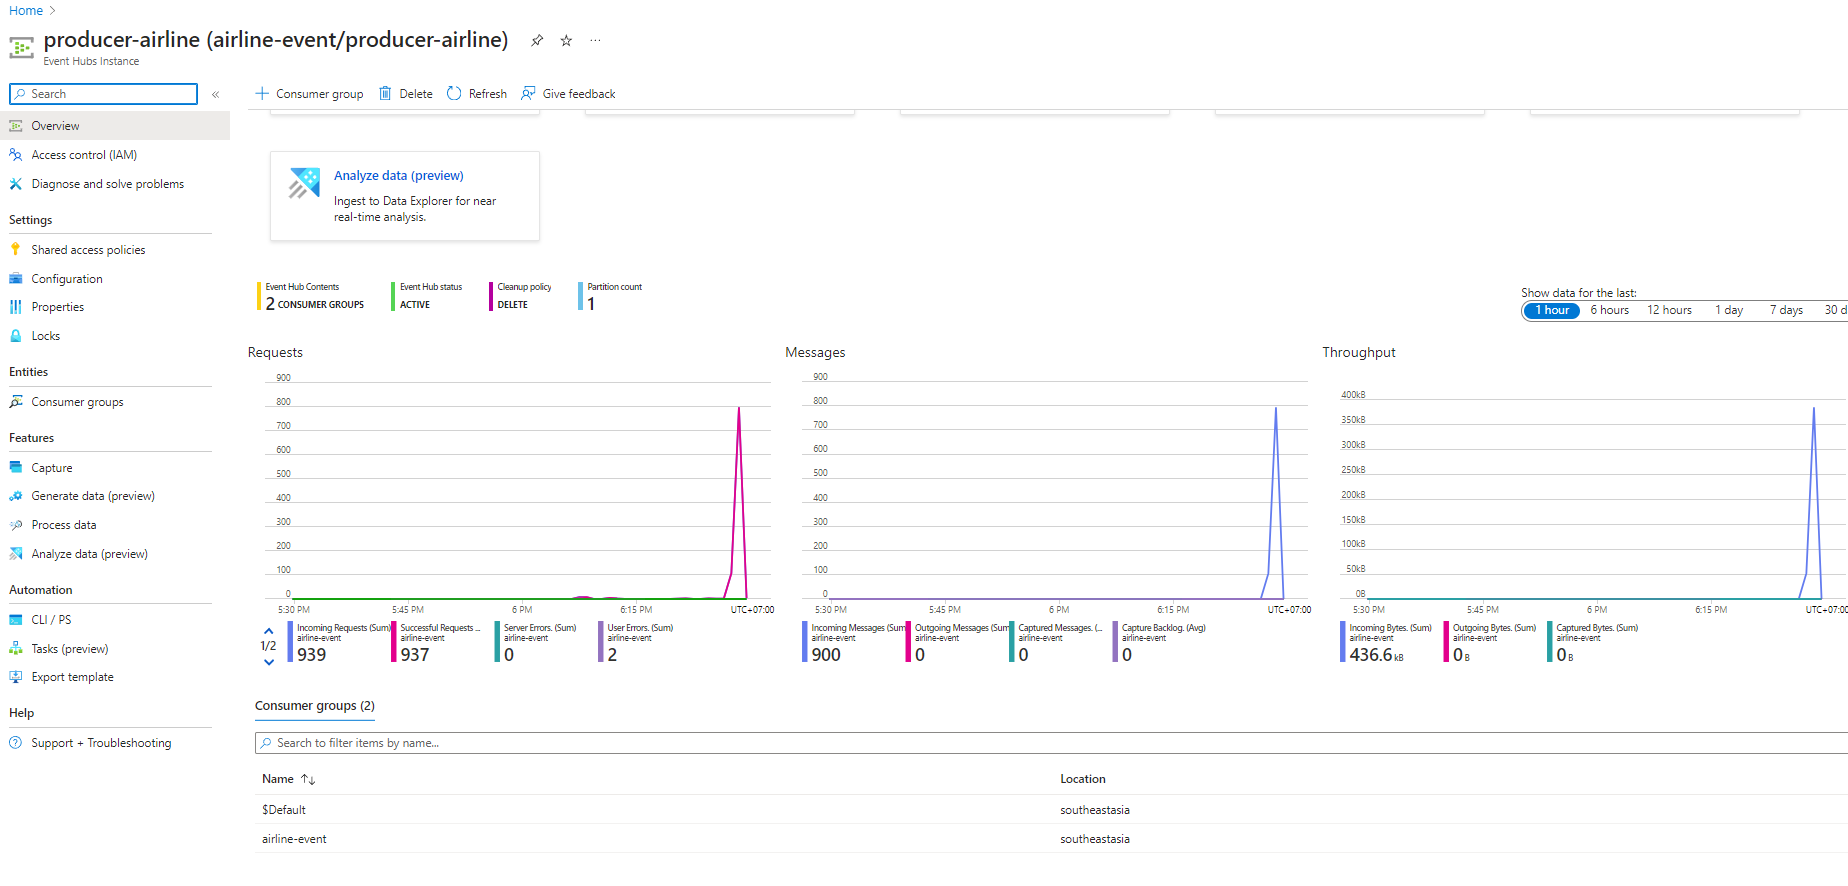 Home
producer-airline (airline-event/producer-airline)
Event Hubs Instance
Search
Consumer group
Delete
Refresh
Give feedback
Overview
Access control (IAM)
Diagnose and solve problems
Settings
Shared access policies
Configuration
Properties
Locks
Entities
Consumer groups
Features
Capture
Generate data (preview)
Process data
Analyze data (preview)
Automation
CLI / PS
Tasks (preview)
Export template
Help
Support + Troubleshooting
Analyze data (preview)
Ingest to Data Explorer for near
real-time analysis.
Event Hub Contents
2 CONSUMER GROUPS
Event Hub status
ACTIVE
Cleanup policy
DELETE
Partition count
1
Show data for the last:
1 hour 6 hours 12 hours 1 day 7 days 30 d
Requests
900
800
700
600
500
400
300
200
100
0
5:30 PM 5:45 PM 6 PM 6:15 PM UTC+07:00
1/2
Incoming Requests (Sum)
airline-event
939
Successful Requests ...
airline-event
937
Server Errors. (Sum)
airline-event
0
User Errors. (Sum)
airline-event
2
Messages
900
800
700
600
500
400
300
200
100
0
5:30 PM 5:45 PM 6 PM 6:15 PM UTC+07:00
Incoming Messages (Sum)
airline-event
900
Outgoing Messages (Sum)
airline-event
0
Captured Messages. (...
airline-event
0
Capture Backlog. (Avg)
airline-event
0
Throughput
400kB
350kB
300kB
250kB
200kB
150kB
100kB
50kB
0B
5:30 PM 5:45 PM 6 PM 6:15 PM UTC+07:00
Incoming Bytes. (Sum)
airline-event
436.6 kB
Outgoing Bytes. (Sum)
airline-event
0 B
Captured Bytes. (Sum)
airline-event
0 B
Consumer groups (2)
Search to filter items by name...
Name Location
$Default southeastasia
airline-event southeastasia